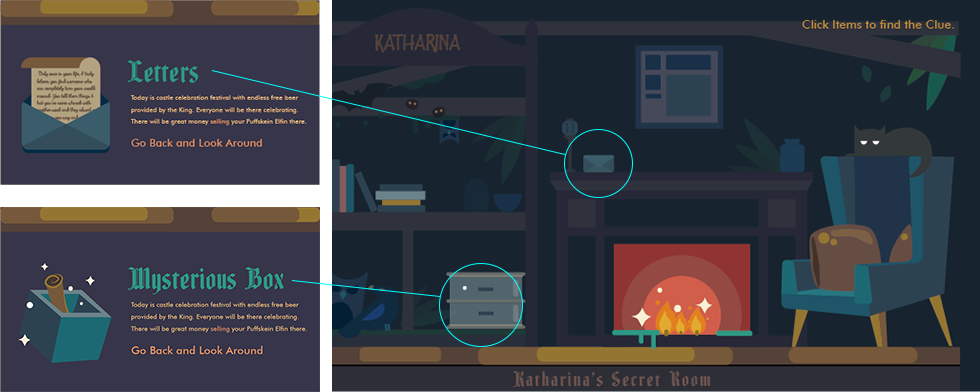 Letters
Today is castle celebration festival with endless free beer
provided by the King. Everyone will be there celebrating.
There will be great money selling your Puffskein Elfin there.
Go Back and Look Around
Mysterious Box
Today is castle celebration festival with endless free beer
provided by the King. Everyone will be there celebrating.
There will be great money selling your Puffskein Elfin there.
Go Back and Look Around
KATHARINA
Click Items to find the Clue.
Katharina's Secret Room